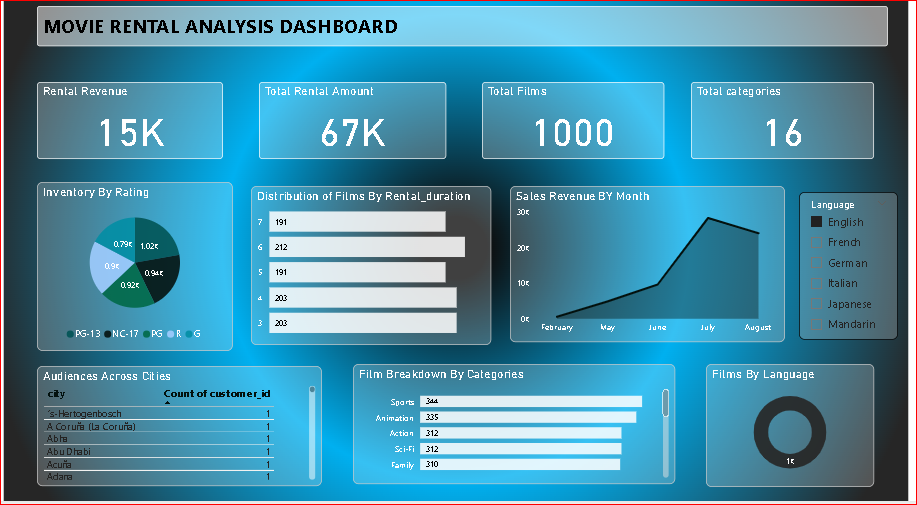 MOVIE RENTAL ANALYSIS DASHBOARD
Rental Revenue
15K
Total Rental Amount
67K
Total Films
1000
Total categories
16
Inventory By Rating
0.79K
1.02K
0.9K
0.94K
0.92K
PG-13 NC-17 PG R G
Distribution of Films By Rental_duration
7 191
6 212
5 191
4 203
3 203
Sales Revenue BY Month
30K
20K
10K
0K
February May June July August
Language
English
French
German
Italian
Japanese
Mandarin
Audiences Across Cities
city Count of customer_id
's-Hertogenbosch 1
A Coruña (La Coruña) 1
Abha 1
Abu Dhabi 1
Acuña 1
Adana 1
Film Breakdown By Categories
Sports 344
Animation 335
Action 312
Sci-Fi 312
Family 310
Films By Language
1K